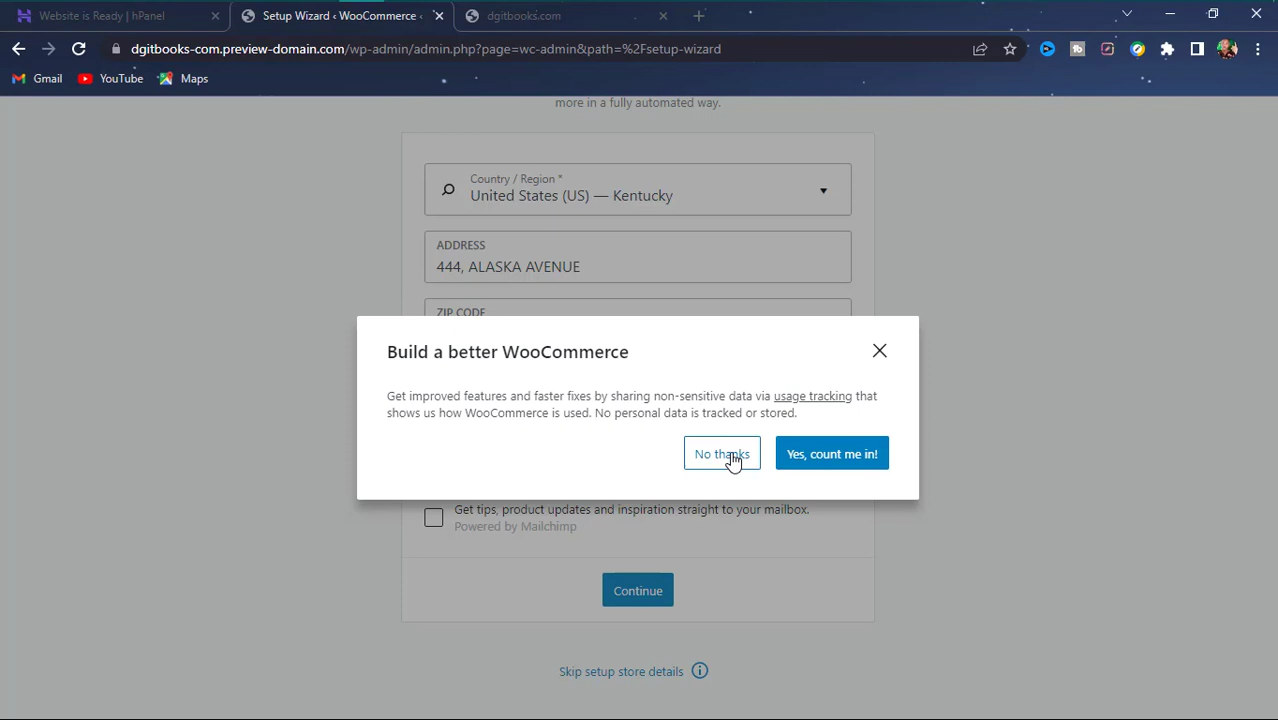 Website is Ready | hPanel
Setup Wizard ‹ WooCommerce ‹
dgitbooks.com
dgitbooks-com.preview-domain.com/wp-admin/admin.php?page=wc-admin&path=%2Fsetup-wizard
Gmail
YouTube
Maps
more in a fully automated way.
Country / Region *
United States (US) — Kentucky
ADDRESS
444, ALASKA AVENUE
ZIP CODE
Build a better WooCommerce
Get improved features and faster fixes by sharing non-sensitive data via usage tracking that
shows us how WooCommerce is used. No personal data is tracked or stored.
No thanks
Yes, count me in!
Get tips, product updates and inspiration straight to your mailbox.
Powered by Mailchimp
Continue
Skip setup store details